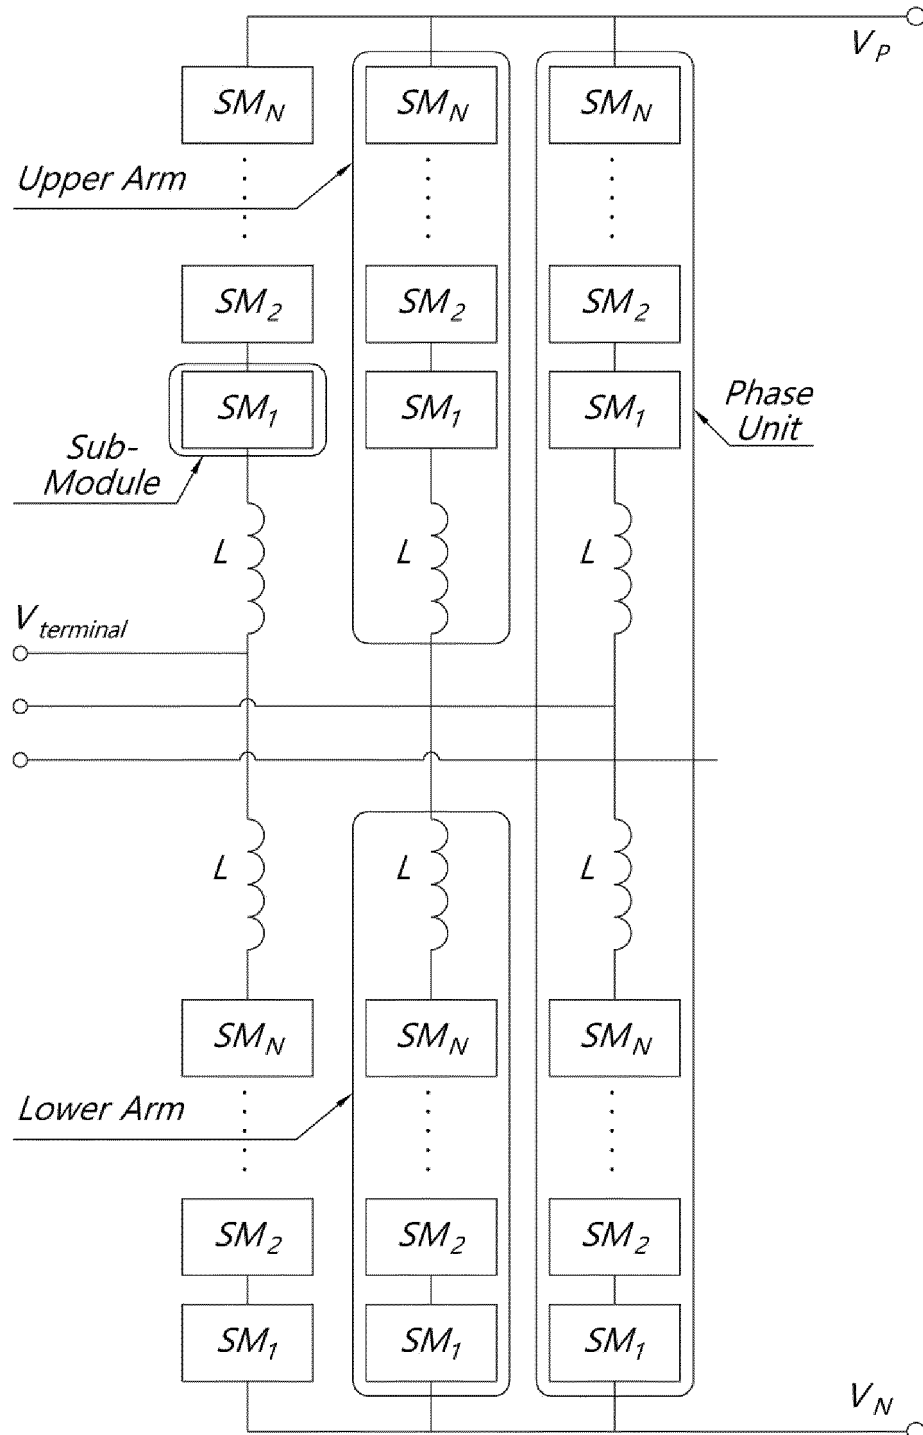 V_P
SM_N SM_N SM_N
Upper Arm
SM_2 SM_2 SM_2
SM_1 SM_1 SM_1
Phase
Unit
Sub-
Module
L L L
V_terminal
L L L
SM_N SM_N SM_N
Lower Arm
SM_2 SM_2 SM_2
SM_1 SM_1 SM_1
V_N